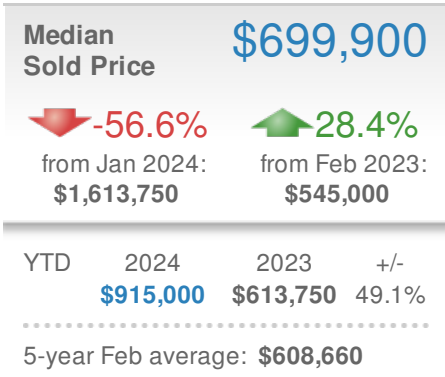 Median $699,900
Sold Price
-56.6% 28.4%
from Jan 2024: from Feb 2023:
$1,613,750 $545,000
YTD 2024 2023 +/-
$915,000 $613,750 49.1%
5-year Feb average: $608,660